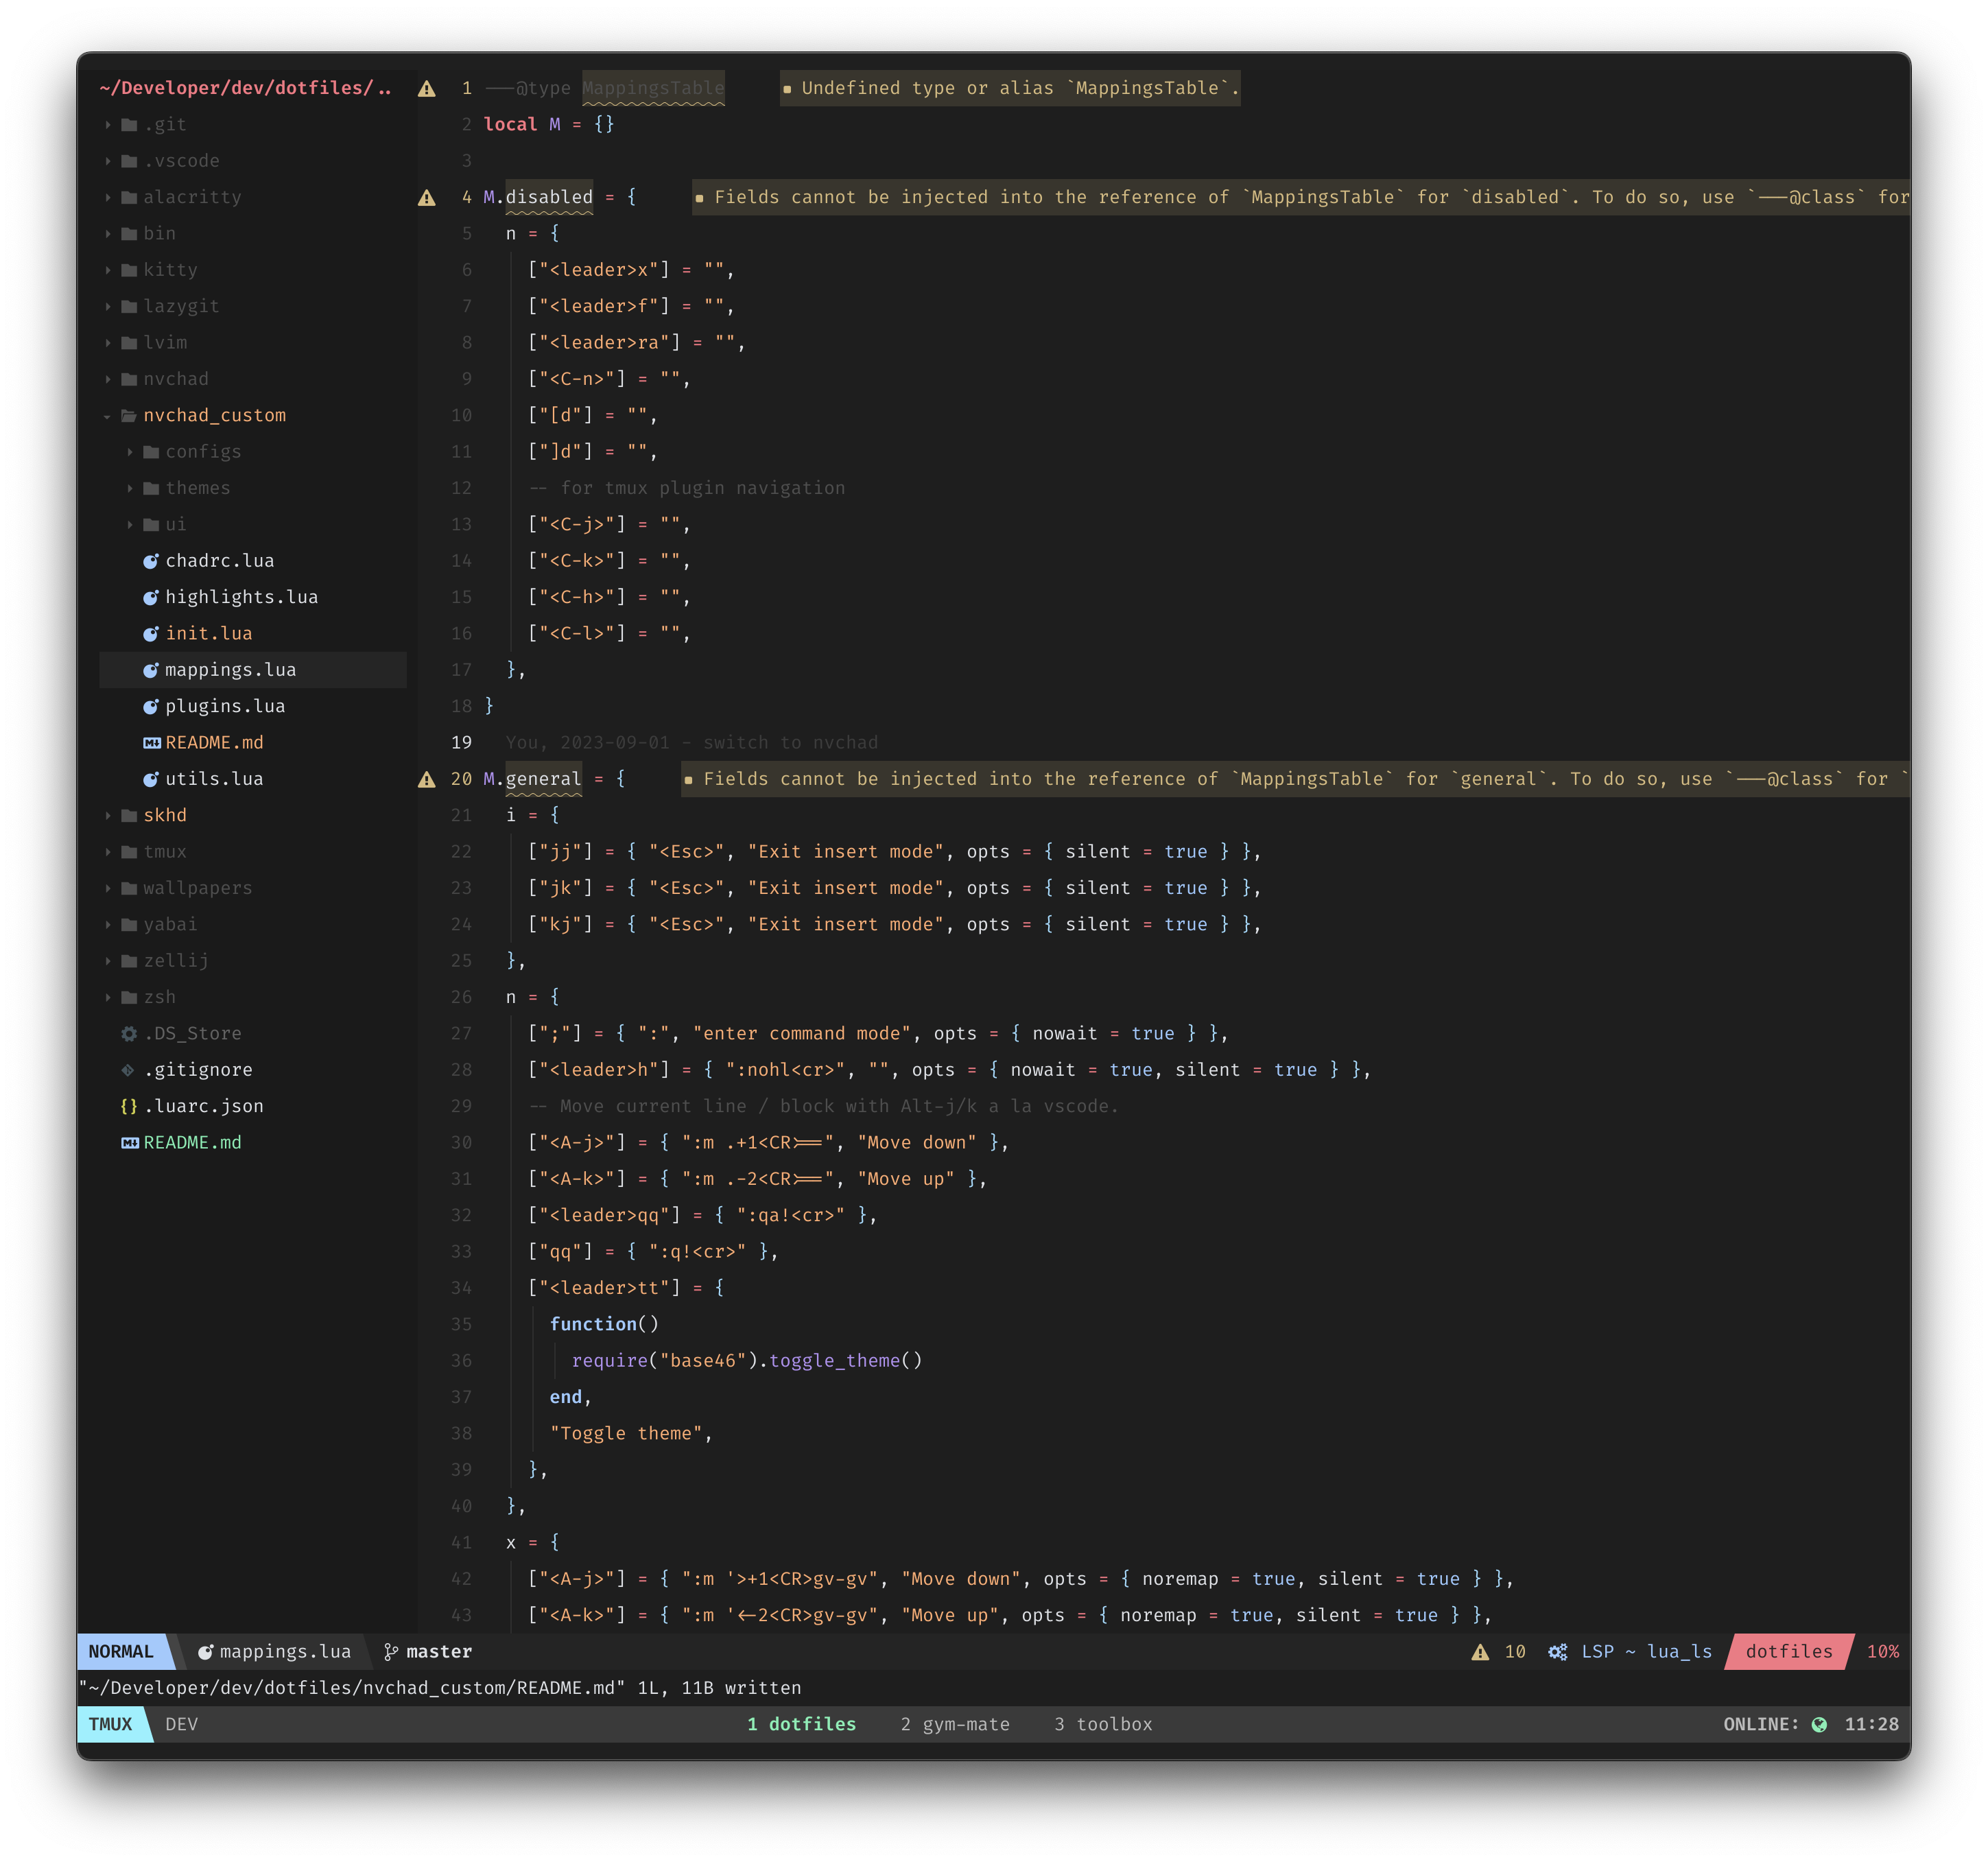 ~/Developer/dev/dotfiles/..
.git
.vscode
alacritty
bin
kitty
lazygit
lvim
nvchad
nvchad_custom
configs
themes
ui
chadrc.lua
highlights.lua
init.lua
mappings.lua
plugins.lua
README.md
utils.lua
skhd
tmux
wallpapers
yabai
zellij
zsh
.DS_Store
.gitignore
{} .luarc.json
README.md
1 ---@type MappingsTable ▪ Undefined type or alias `MappingsTable`.
2 local M = {}
3
4 M.disabled = { ▪ Fields cannot be injected into the reference of `MappingsTable` for `disabled`. To do so, use `---@class` for
5 n = {
6 ["<leader>x"] = "",
7 ["<leader>f"] = "",
8 ["<leader>ra"] = "",
9 ["<C-n>"] = "",
10 ["[d"] = "",
11 ["]d"] = "",
12 -- for tmux plugin navigation
13 ["<C-j>"] = "",
14 ["<C-k>"] = "",
15 ["<C-h>"] = "",
16 ["<C-l>"] = "",
17 },
18 }
19 You, 2023-09-01 - switch to nvchad
20 M.general = { ▪ Fields cannot be injected into the reference of `MappingsTable` for `general`. To do so, use `---@class` for `
21 i = {
22 ["jj"] = { "<Esc>", "Exit insert mode", opts = { silent = true } },
23 ["jk"] = { "<Esc>", "Exit insert mode", opts = { silent = true } },
24 ["kj"] = { "<Esc>", "Exit insert mode", opts = { silent = true } },
25 },
26 n = {
27 [";"] = { ":", "enter command mode", opts = { nowait = true } },
28 ["<leader>h"] = { ":nohl<cr>", "", opts = { nowait = true, silent = true } },
29 -- Move current line / block with Alt-j/k a la vscode.
30 ["<A-j>"] = { ":m .+1<CR>==", "Move down" },
31 ["<A-k>"] = { ":m .-2<CR>==", "Move up" },
32 ["<leader>qq"] = { ":qa!<cr>" },
33 ["qq"] = { ":q!<cr>" },
34 ["<leader>tt"] = {
35 function()
36 require("base46").toggle_theme()
37 end,
38 "Toggle theme",
39 },
40 },
41 x = {
42 ["<A-j>"] = { ":m '>+1<CR>gv-gv", "Move down", opts = { noremap = true, silent = true } },
43 ["<A-k>"] = { ":m '<-2<CR>gv-gv", "Move up", opts = { noremap = true, silent = true } },
NORMAL mappings.lua master 10 LSP ~ lua_ls dotfiles 10%
"~/Developer/dev/dotfiles/nvchad_custom/README.md" 1L, 11B written
TMUX DEV 1 dotfiles 2 gym-mate 3 toolbox ONLINE: 11:28